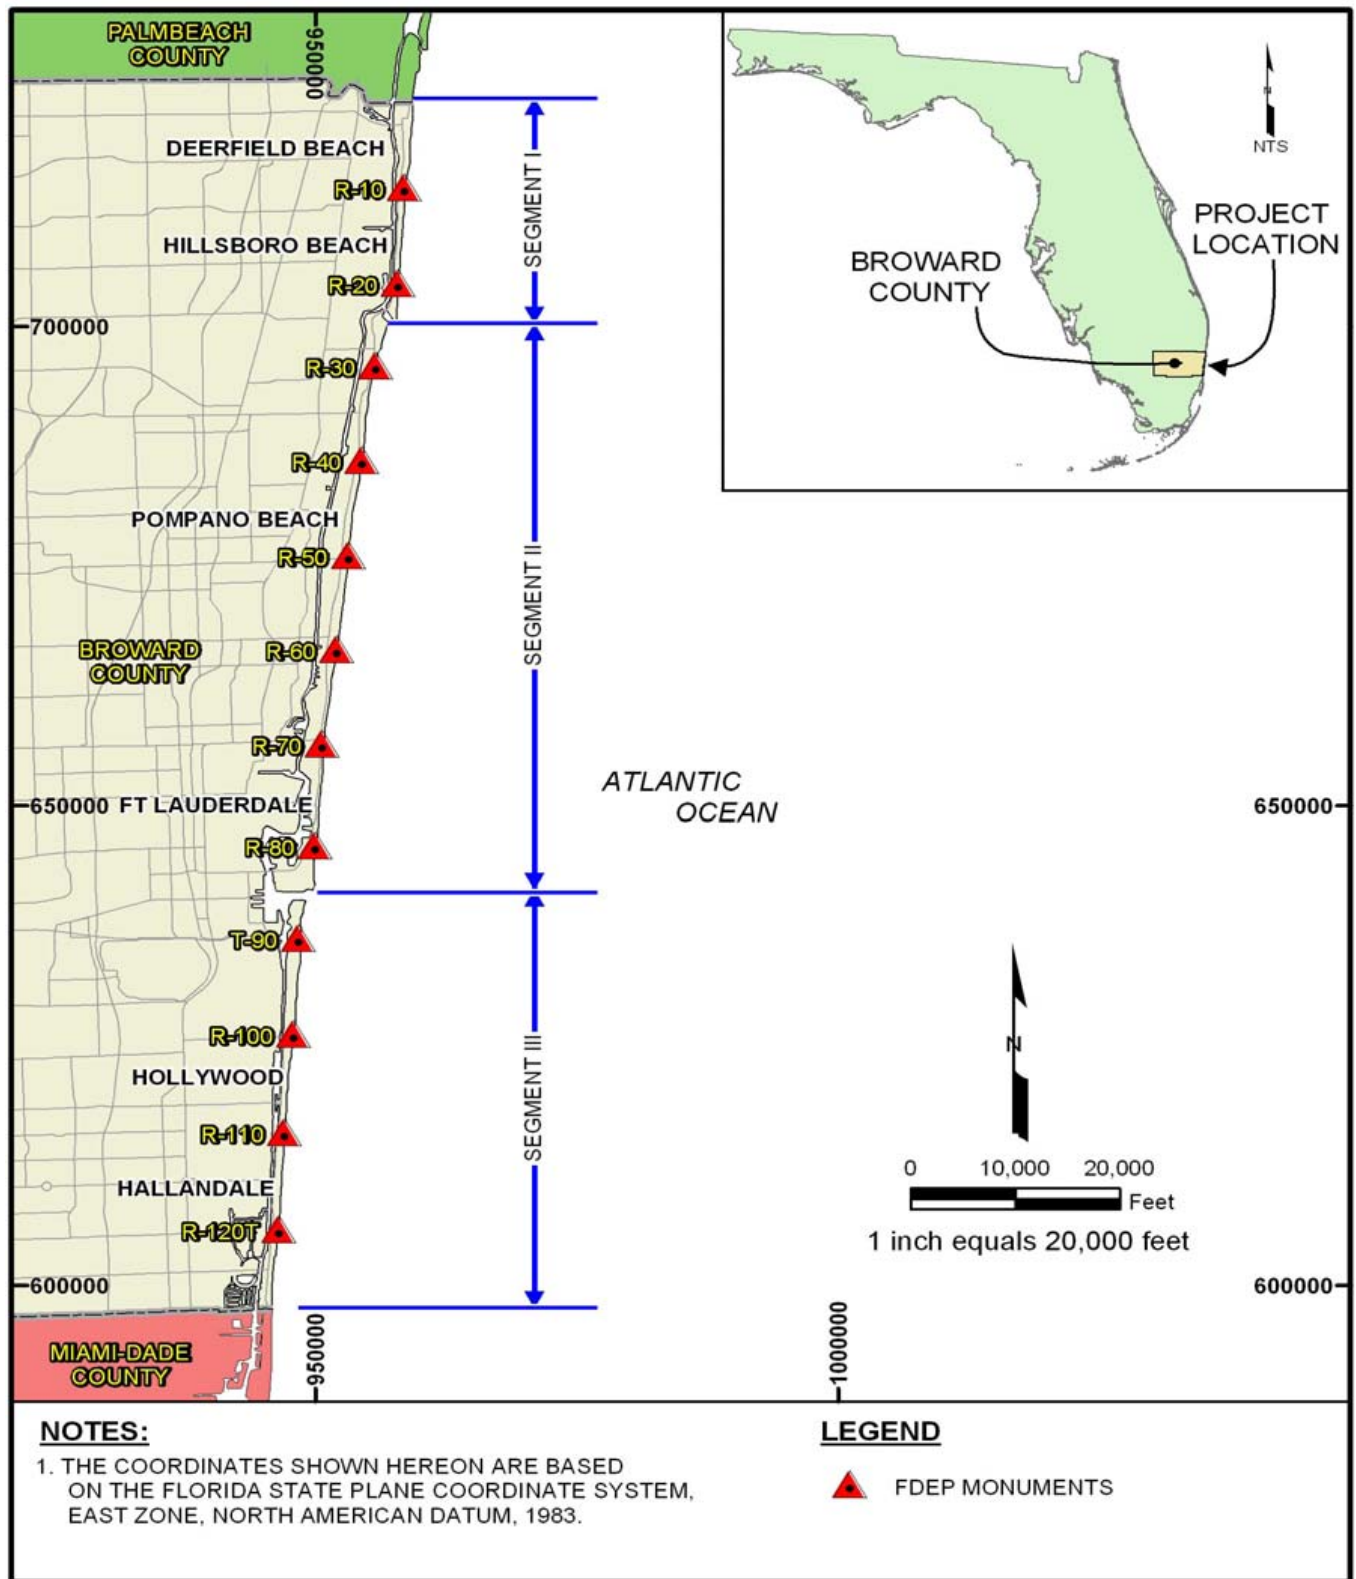 PALMBEACH
COUNTY
950000
DEERFIELD BEACH
R-10
HILLSBORO BEACH
R-20
SEGMENT I
700000
R-30
R-40
POMPANO BEACH
R-50
SEGMENT II
BROWARD
COUNTY
R-60
R-70
650000
FT LAUDERDALE
R-80
ATLANTIC
OCEAN
650000
T-90
R-100
HOLLYWOOD
SEGMENT III
R-110
HALLANDALE
R-120T
600000
600000
MIAMI-DADE
COUNTY
950000
1000000
N
NTS
PROJECT
LOCATION
BROWARD
COUNTY
N
0 10,000 20,000
Feet
1 inch equals 20,000 feet
NOTES:
1. THE COORDINATES SHOWN HEREON ARE BASED
ON THE FLORIDA STATE PLANE COORDINATE SYSTEM,
EAST ZONE, NORTH AMERICAN DATUM, 1983.
LEGEND
FDEP MONUMENTS